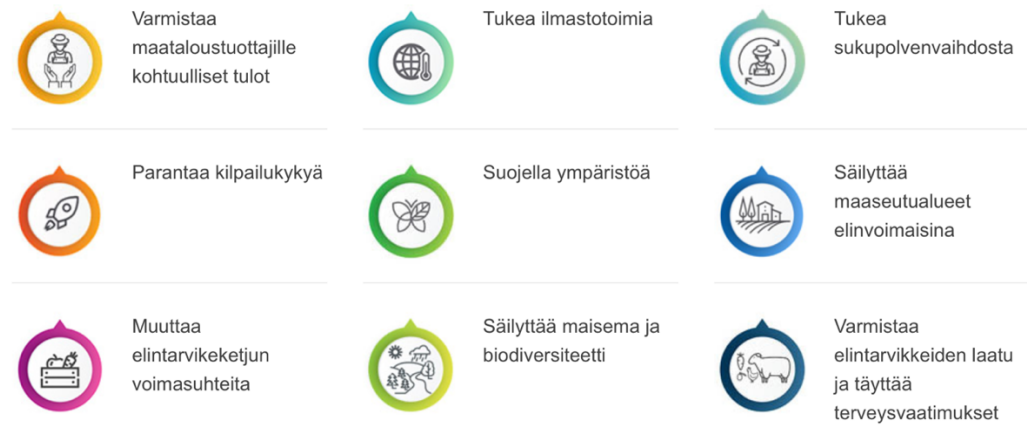 Varmistaa
maataloustuottajille
kohtuulliset tulot
Tukea ilmastotoimia
Tukea
sukupolvenvaihdosta
Parantaa kilpailukykyä
Suojella ympäristöä
Säilyttää
maaseutualueet
elinvoimaisina
Muuttaa
elintarvikeketjun
voimasuhteita
Säilyttää maisema ja
biodiversiteetti
Varmistaa
elintarvikkeiden laatu
ja täyttää
terveysvaatimukset